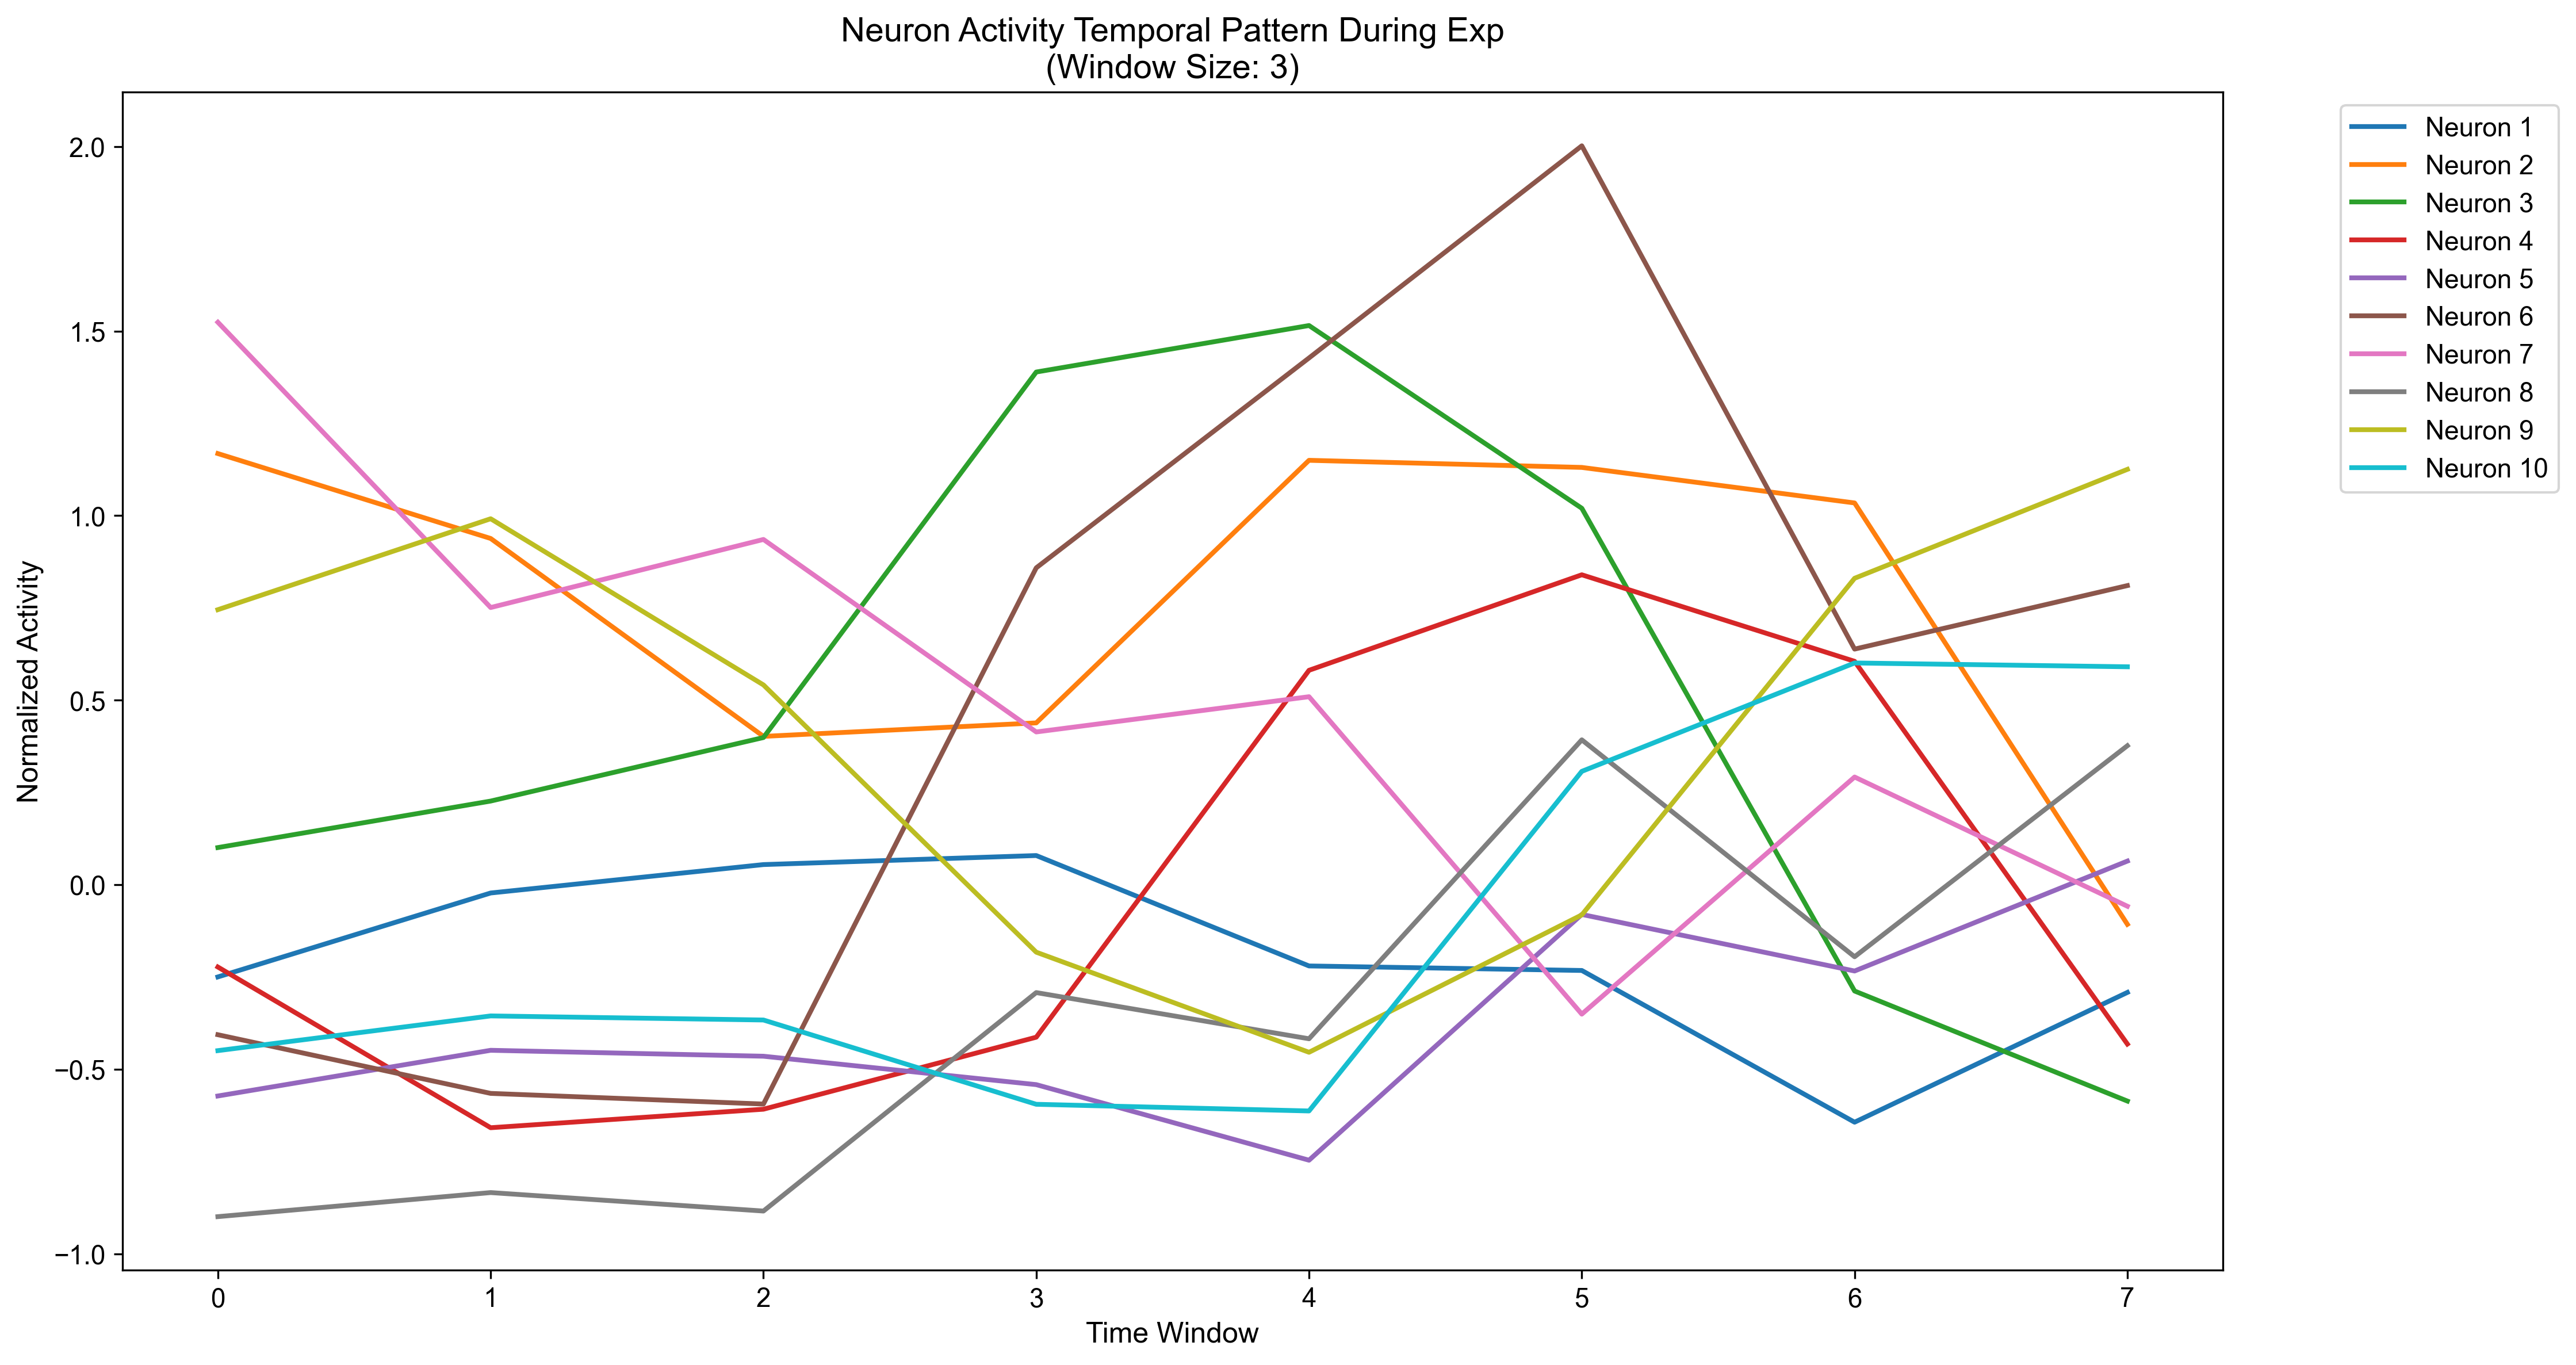 Neuron Activity Temporal Pattern During Exp
(Window Size: 3)
Normalized Activity
2.0
1.5
1.0
0.5
0.0
−0.5
−1.0
0 1 2 3 4 5 6 7
Time Window
Neuron 1
Neuron 2
Neuron 3
Neuron 4
Neuron 5
Neuron 6
Neuron 7
Neuron 8
Neuron 9
Neuron 10